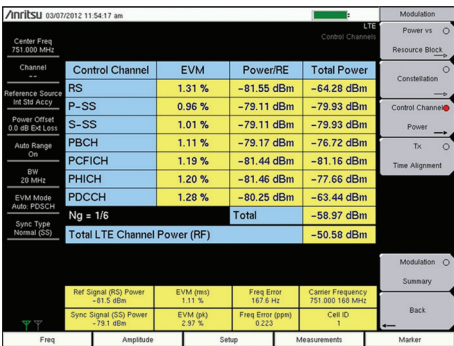 /Anritsu 03/07/2012 11:54:17 am
LTE
Control Channels
Center Freq
751.000 MHz
Channel
--
Reference Source
Int Std Accy
Power Offset
0.0 dB Ext Loss
Auto Range
On
BW
20 MHz
EVM Mode
Auto: PDSCH
Sync Type
Normal (SS)
Control Channel EVM Power/RE Total Power
RS 1.31 % -81.55 dBm -64.28 dBm
P-SS 0.96 % -79.11 dBm -79.93 dBm
S-SS 1.01 % -79.11 dBm -79.93 dBm
PBCH 1.11 % -79.17 dBm -76.72 dBm
PCFICH 1.19 % -81.44 dBm -81.16 dBm
PHICH 1.20 % -81.46 dBm -77.66 dBm
PDCCH 1.28 % -80.25 dBm -63.44 dBm
Ng = 1/6 Total -58.97 dBm
Total LTE Channel Power (RF) -50.58 dBm
Ref Signal (RS) Power
-81.5 dBm
EVM (rms)
1.11 %
Freq Error
167.6 Hz
Carrier Frequency
751.000 168 MHz
Sync Signal (SS) Power
-79.1 dBm
EVM (pk)
2.97 %
Freq Error (ppm)
0.223
Cell ID
1
Modulation
Power vs
Resource Block
Constellation
Control Channel
Power
Tx
Time Alignment
Modulation
Summary
Back
Freq Amplitude Setup Measurements Marker